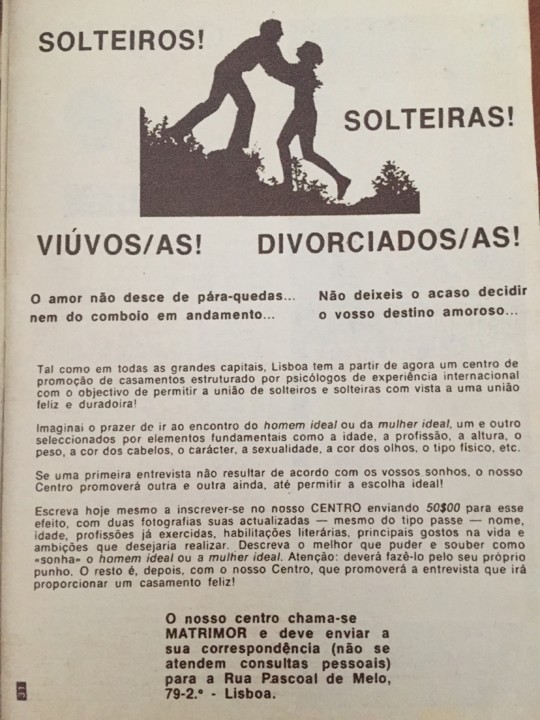 SOLTEIROS!
SOLTEIRAS!
VIÚVOS/AS! DIVORCIADOS/AS!
O amor não desce de pára-quedas...
nem do comboio em andamento...
Não deixeis o acaso decidir
o vosso destino amoroso...
Tal como em todas as grandes capitais, Lisboa tem a partir de agora um centro de
promoção de casamentos estruturado por psicólogos de experiência internacional
com o objectivo de permitir a união de solteiros e solteiras com vista a uma união
feliz e duradoira!
Imaginai o prazer de ir ao encontro do homem ideal ou da mulher ideal, um e outro
seleccionados por elementos fundamentais como a idade, a profissão, a altura, o
peso, a cor dos cabelos, o carácter, a sexualidade, a cor dos olhos, o tipo físico, etc.
Se uma primeira entrevista não resultar de acordo com os vossos sonhos, o nosso
Centro promoverá outra e outra ainda, até permitir a escolha ideal!
Escreva hoje mesmo a inscrever-se no nosso CENTRO enviando 50$00 para esse
efeito, com duas fotografias suas actualizadas — mesmo do tipo passe — nome,
idade, profissões já exercidas, habilitações literárias, principais gostos na vida e
ambições que desejaria realizar. Descreva o melhor que puder e souber como
«sonha» o homem ideal ou a mulher ideal. Atenção: deverá fazê-lo pelo seu próprio
punho. O resto é, depois, com o nosso Centro, que promoverá a entrevista que irá
proporcionar um casamento feliz!
O nosso centro chama-se
MATRIMOR e deve enviar a
sua correspondência (não se
atendem consultas pessoais)
para a Rua Pascoal de Melo,
79-2.º - Lisboa.